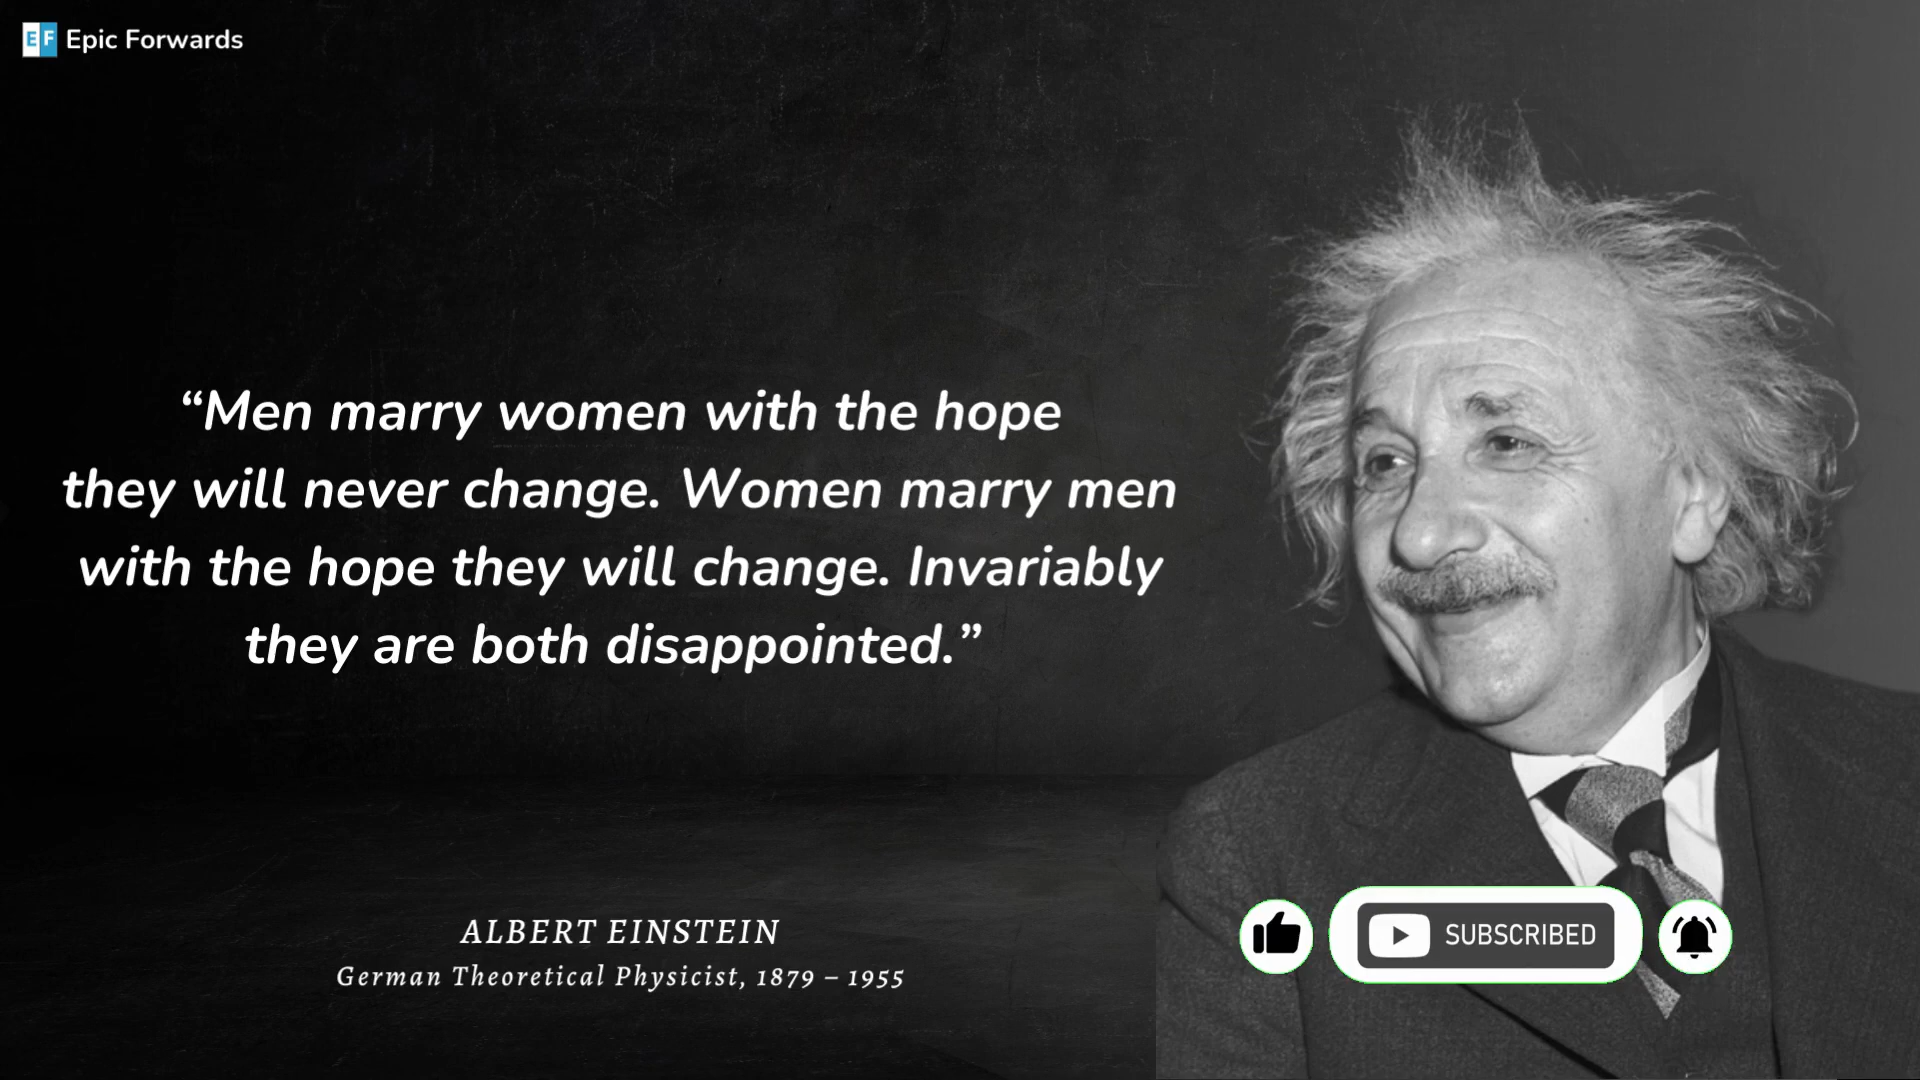 EF Epic Forwards
“Men marry women with the hope
they will never change. Women marry men
with the hope they will change. Invariably
they are both disappointed.”
ALBERT EINSTEIN
German Theoretical Physicist, 1879 – 1955
SUBSCRIBED